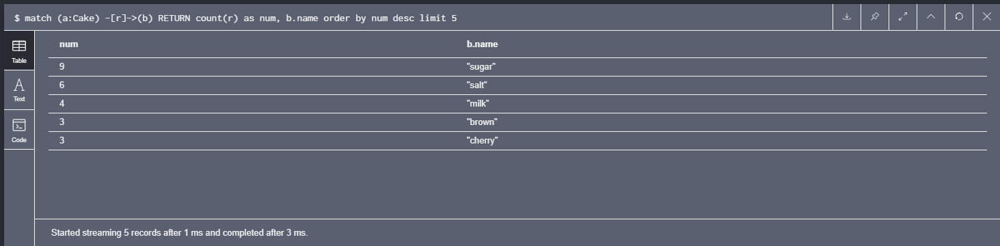 $ match (a:Cake) -[r]->(b) RETURN count(r) as num, b.name order by num desc limit 5
Table
Text
Code
num b.name
9 "sugar"
6 "salt"
4 "milk"
3 "brown"
3 "cherry"
Started streaming 5 records after 1 ms and completed after 3 ms.